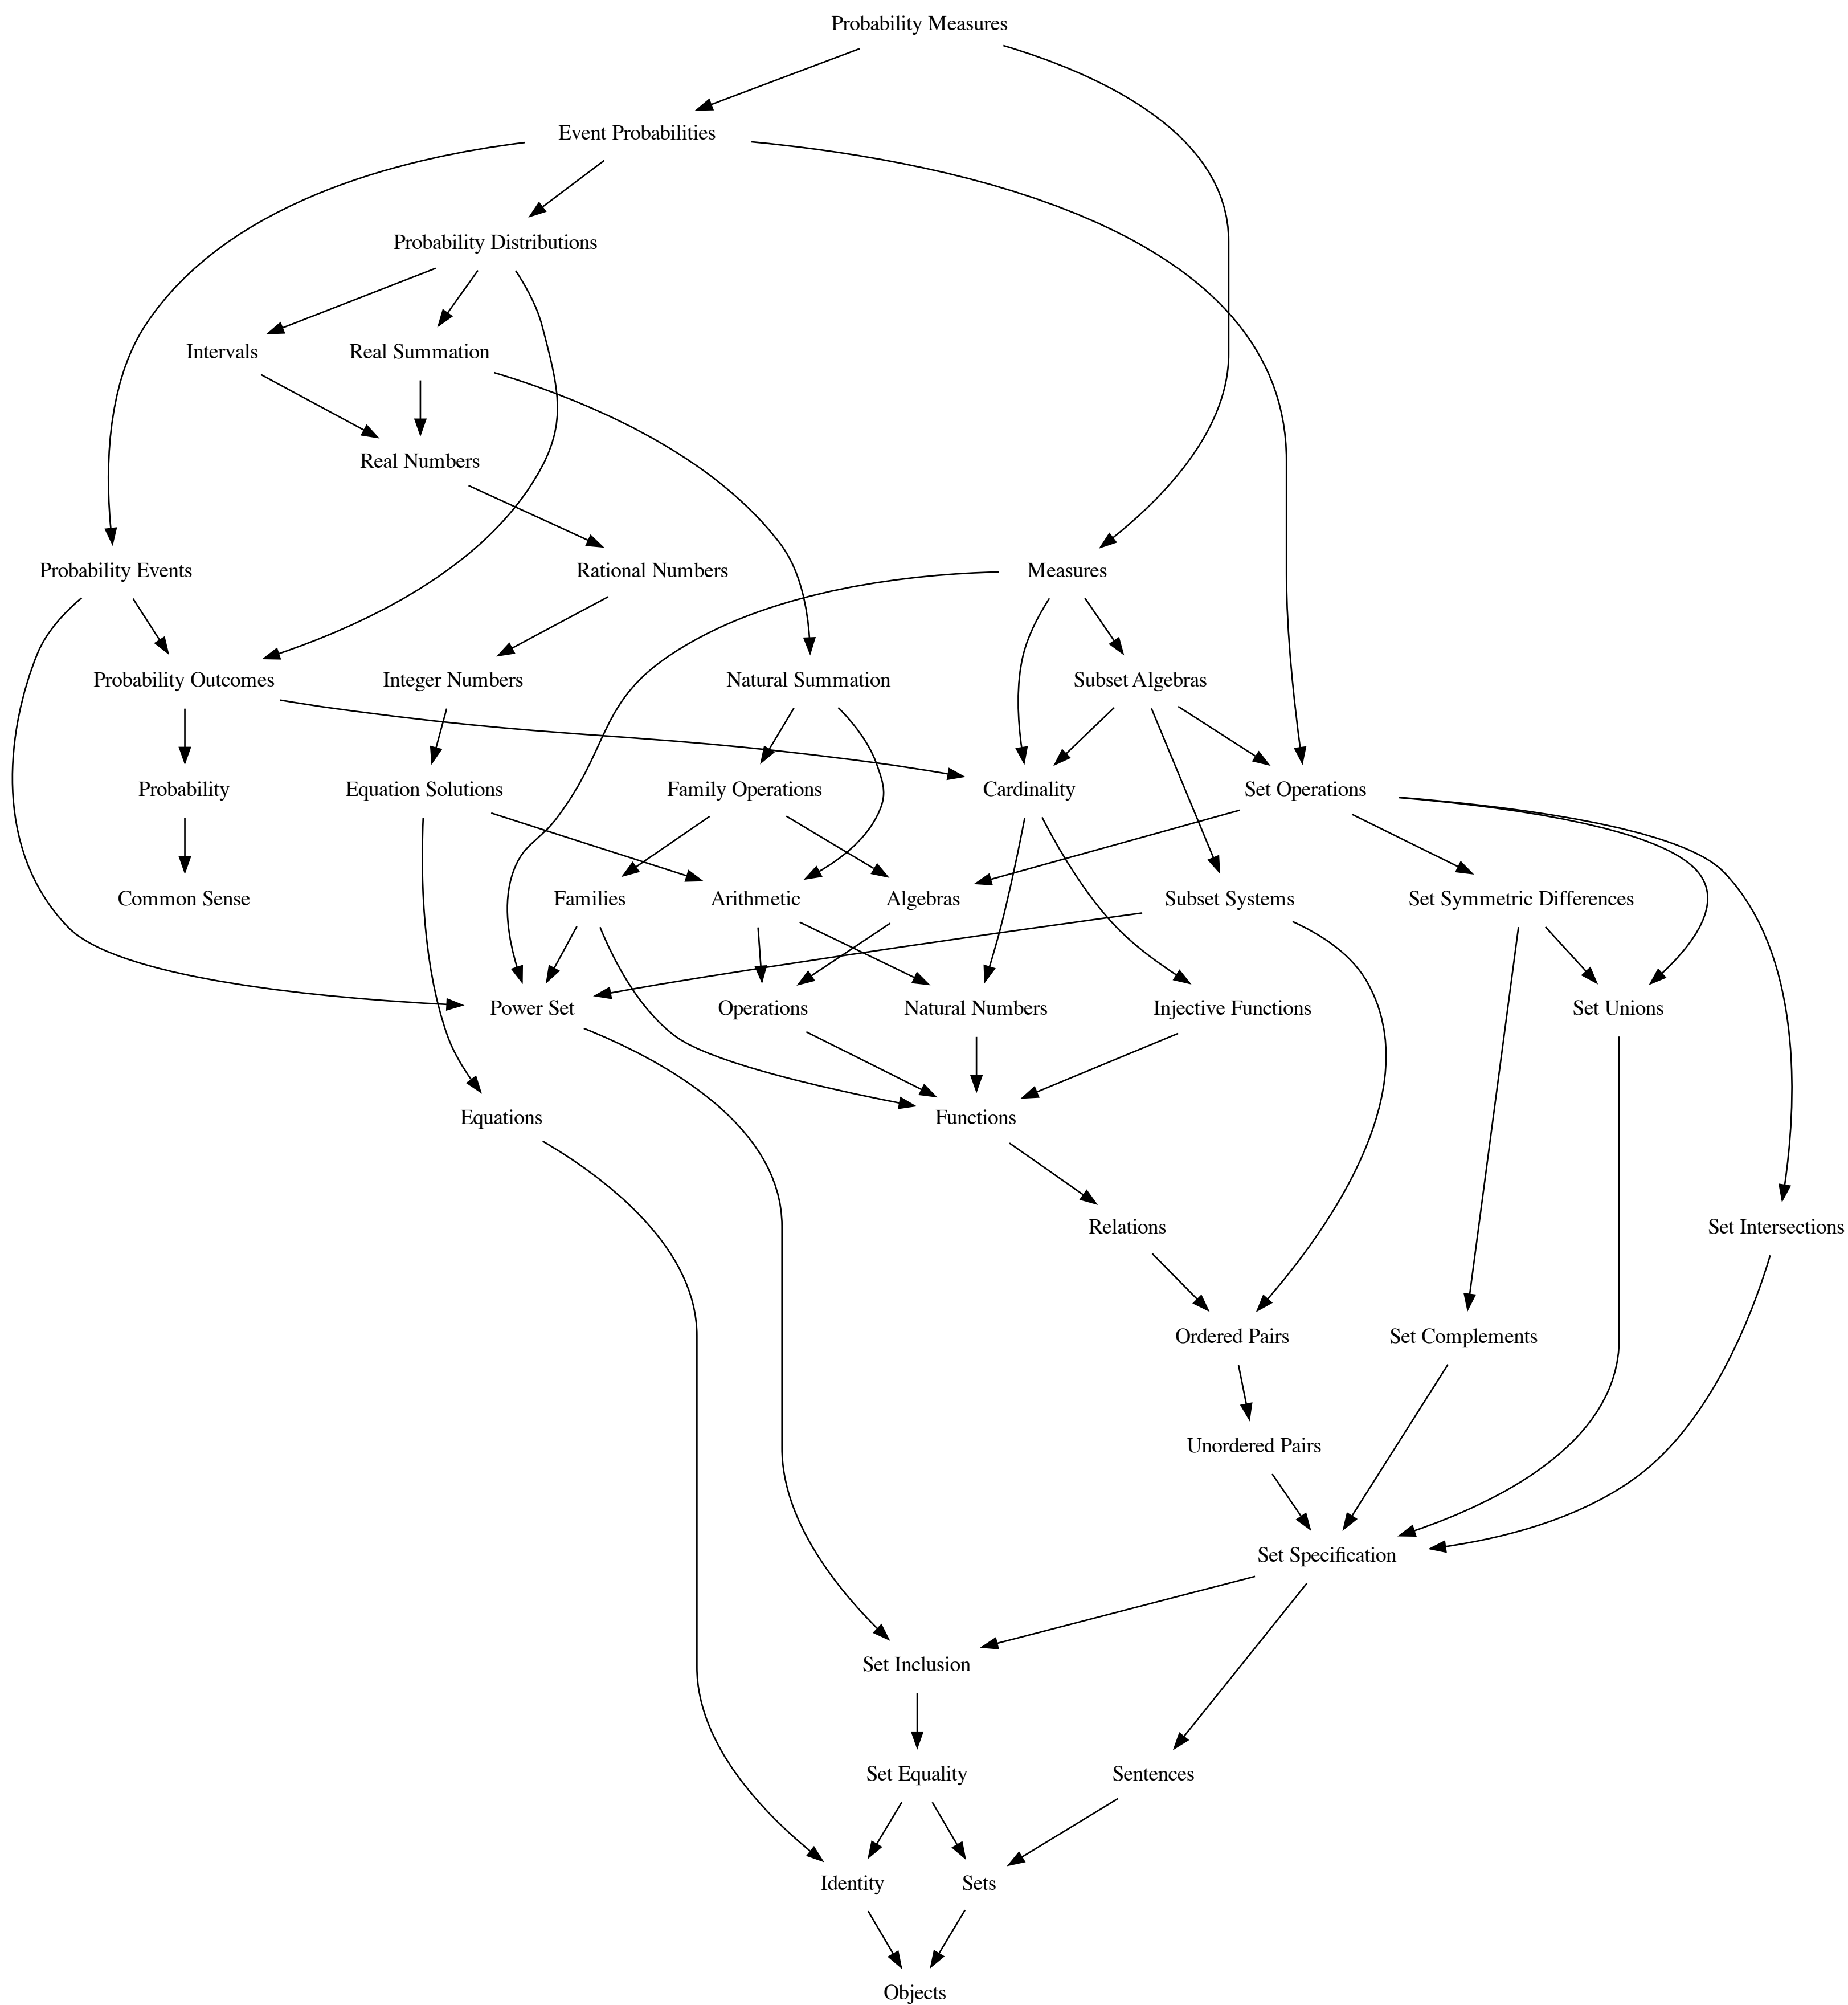 Probability Measures
Event Probabilities
Probability Distributions
Intervals
Real Summation
Real Numbers
Probability Events
Rational Numbers
Measures
Probability Outcomes
Integer Numbers
Natural Summation
Subset Algebras
Probability
Equation Solutions
Family Operations
Cardinality
Set Operations
Common Sense
Families
Arithmetic
Algebras
Subset Systems
Set Symmetric Differences
Power Set
Operations
Natural Numbers
Injective Functions
Set Unions
Equations
Functions
Relations
Set Intersections
Ordered Pairs
Set Complements
Unordered Pairs
Set Specification
Set Inclusion
Set Equality
Sentences
Identity
Sets
Objects